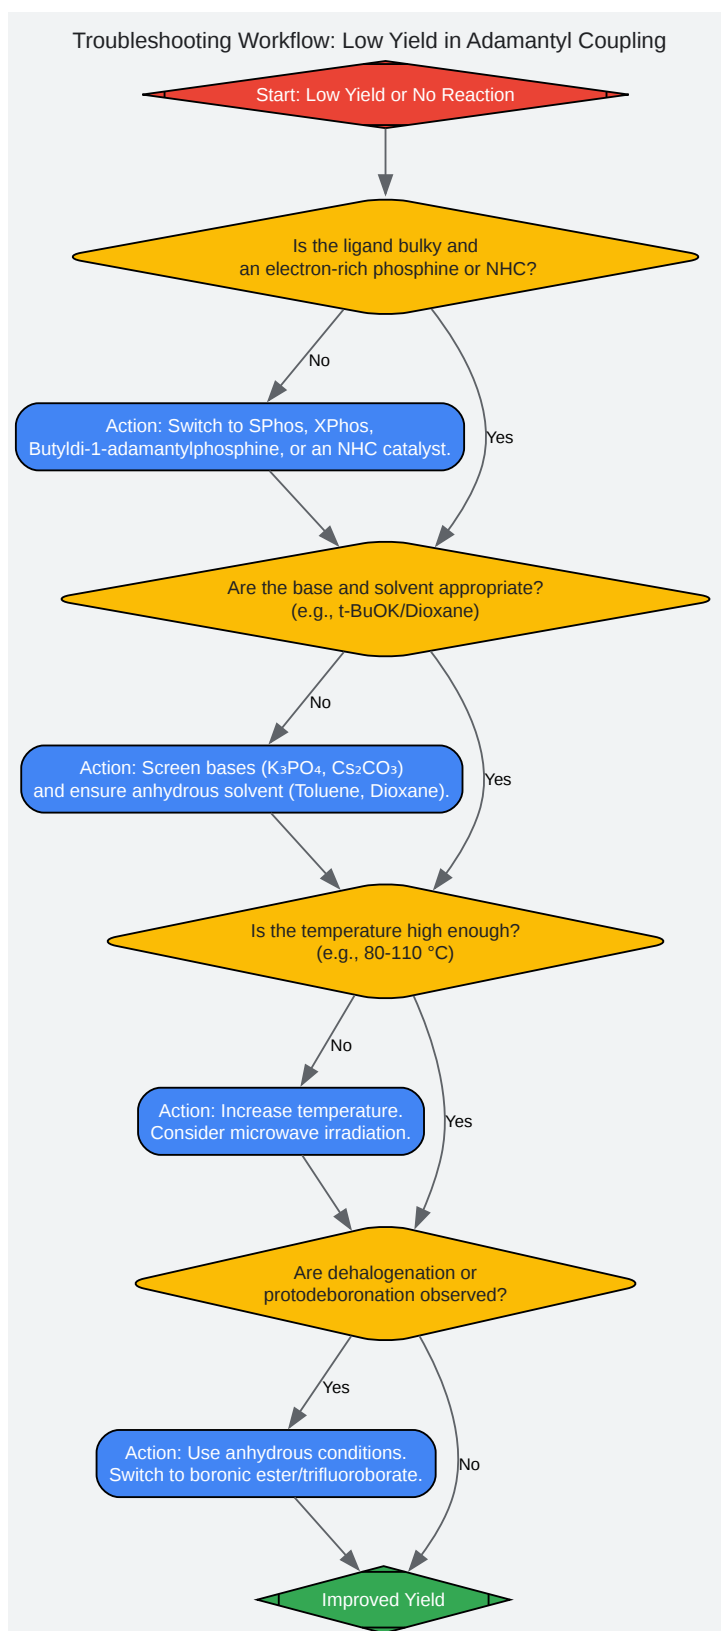 Troubleshooting Workflow: Low Yield in Adamantyl Coupling
Start: Low Yield or No Reaction
Is the ligand bulky and
an electron-rich phosphine or NHC?
No
Action: Switch to SPhos, XPhos,
Butyldi-1-adamantylphosphine, or an NHC catalyst.
Yes
Are the base and solvent appropriate?
(e.g., t-BuOK/Dioxane)
No
Action: Screen bases (K₃PO₄, Cs₂CO₃)
and ensure anhydrous solvent (Toluene, Dioxane).
Yes
Is the temperature high enough?
(e.g., 80-110 °C)
No
Action: Increase temperature.
Consider microwave irradiation.
Yes
Are dehalogenation or
protodeboronation observed?
Yes
Action: Use anhydrous conditions.
Switch to boronic ester/trifluoroborate.
No
Improved Yield